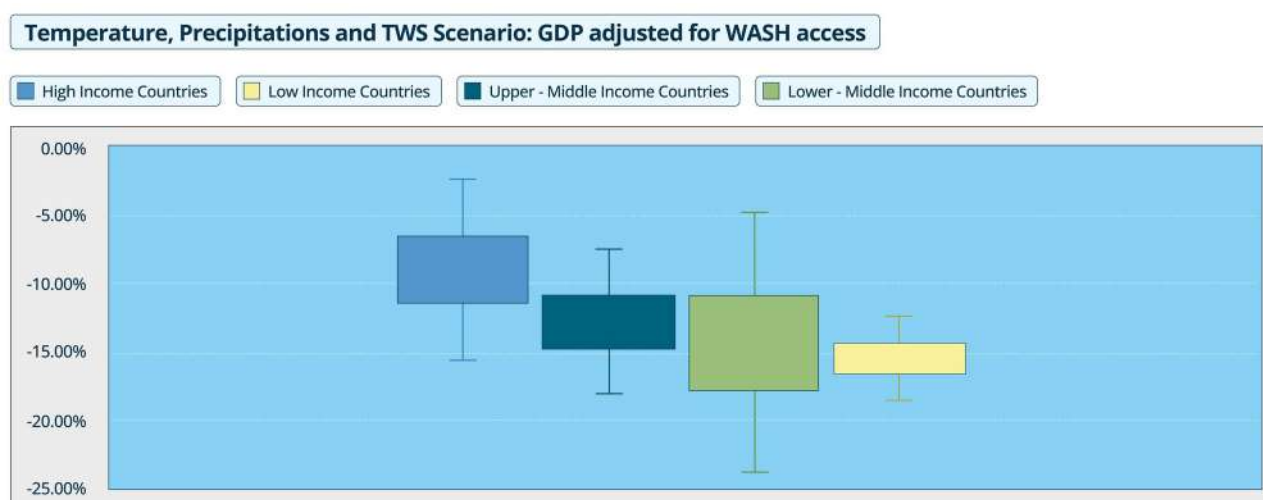 Temperature, Precipitations and TWS Scenario: GDP adjusted for WASH access
High Income Countries
Low Income Countries
Upper - Middle Income Countries
Lower - Middle Income Countries
0.00%
-5.00%
-10.00%
-15.00%
-20.00%
-25.00%